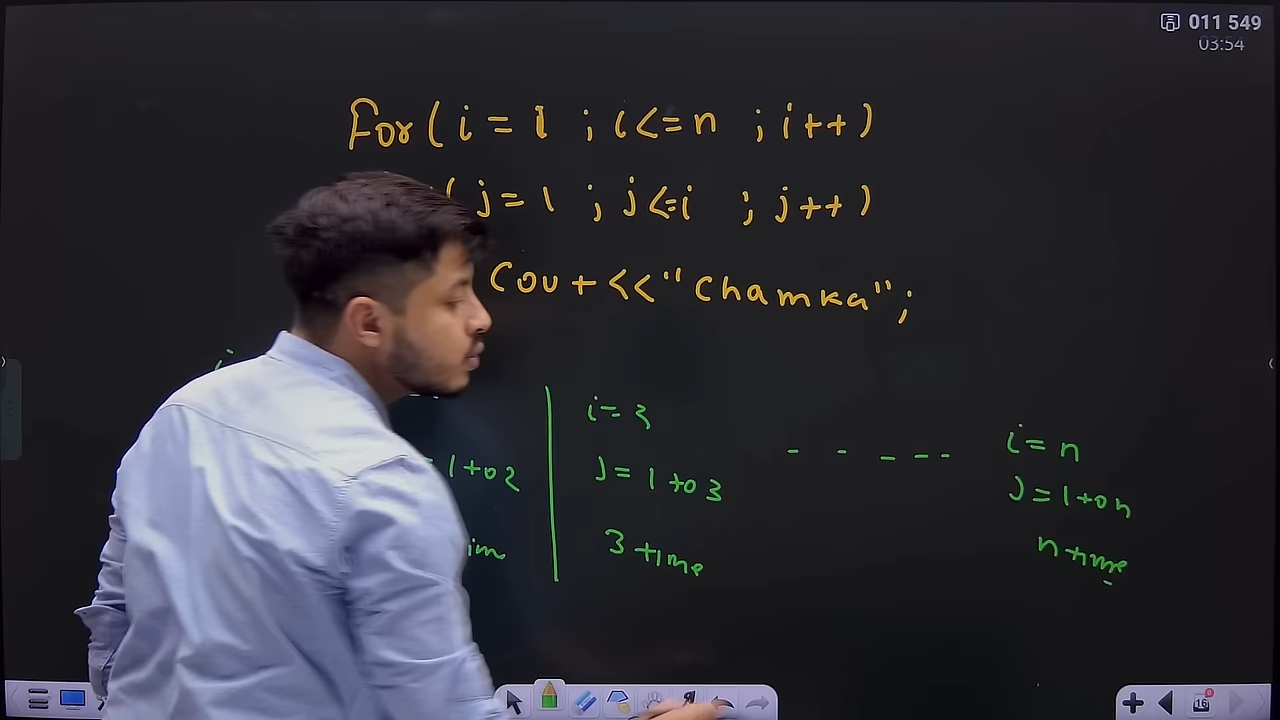 011 549
03:54
For( i = 1 ; i<=n ; i++)
( j = 1 ; j<=i ; j++)
Cout<<"Chamka";
i
= 1 to 2
i = 3
j = 1 to 3
3 time
- - - - -
i = n
j = 1 to n
n time
16